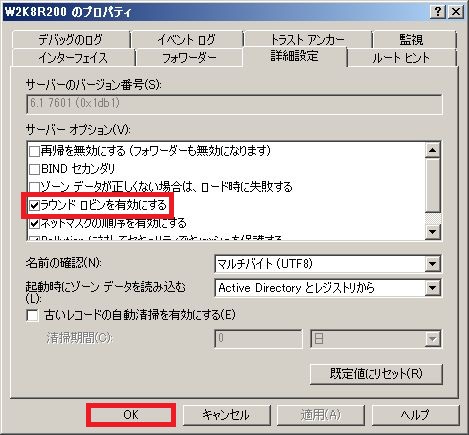 W2K8R200 のプロパティ
デバッグのログ
イベント ログ
トラスト アンカー
監視
インターフェイス
フォワーダー
詳細設定
ルート ヒント
サーバーのバージョン番号(S):
6.1 7601 (0x1db1)
サーバー オプション(V):
再帰を無効にする (フォワーダーも無効になります)
BIND セカンダリ
ゾーン データが正しくない場合は、ロード時に失敗する
ラウンド ロビンを有効にする
ネットマスクの順序を有効にする
名前の確認(N):
マルチバイト (UTF8)
起動時にゾーン データを読み込む
(L):
Active Directory とレジストリから
古いレコードの自動清掃を有効にする(E)
清掃期間(C):
0
日
既定値にリセット(R)
OK
キャンセル
適用(A)
ヘルプ